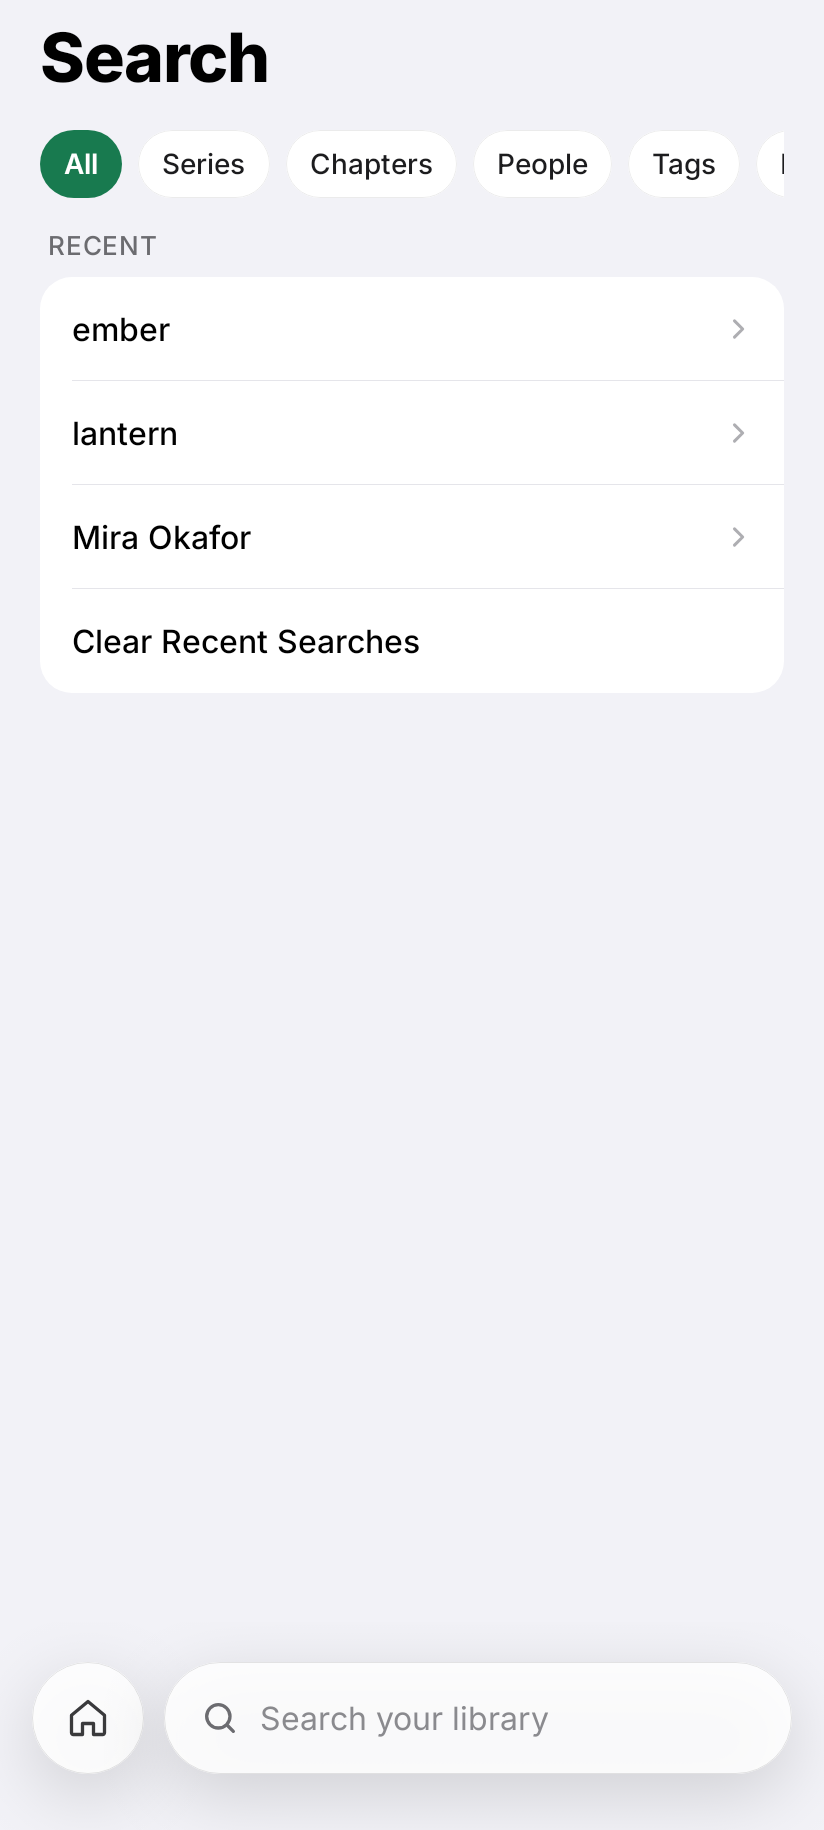 Search
All Series Chapters People Tags
RECENT
ember
lantern
Mira Okafor
Clear Recent Searches
Search your library